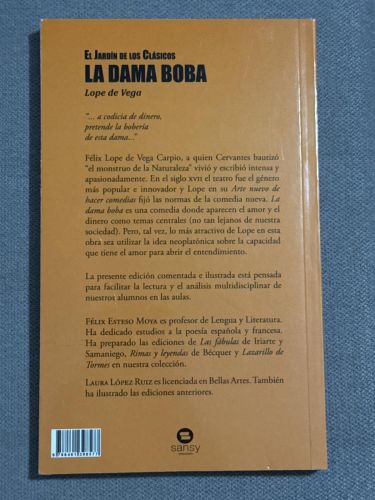 EL JARDÍN DE LOS CLÁSICOS
LA DAMA BOBA
Lope de Vega
"... a codicia de dinero,
pretende la bobería
de esta dama..."
Félix Lope de Vega Carpio, a quien Cervantes bautizó
"el monstruo de la Naturaleza" vivió y escribió intensa y
apasionadamente. En el siglo XVII el teatro fue el género
más popular e innovador y Lope en su Arte nuevo de
hacer comedias fijó las normas de la comedia nueva. La
dama boba es una comedia donde aparecen el amor y el
dinero como temas centrales (no tan lejanos de nuestra
sociedad). Pero, tal vez, lo más atractivo de Lope en esta
obra sea utilizar la idea neoplatónica sobre la capacidad
que tiene el amor para abrir el entendimiento.
La presente edición comentada e ilustrada está pensada
para facilitar la lectura y el análisis multidisciplinar de
nuestros alumnos en las aulas.
FÉLIX ESTESO MOYA es profesor de Lengua y Literatura.
Ha dedicado estudios a la poesía española y francesa.
Ha preparado las ediciones de Las fábulas de Iriarte y
Samaniego, Rimas y leyendas de Bécquer y Lazarillo de
Tormes en nuestra colección.
LAURA LÓPEZ RUIZ es licenciada en Bellas Artes. También
ha ilustrado las ediciones anteriores.
sansy